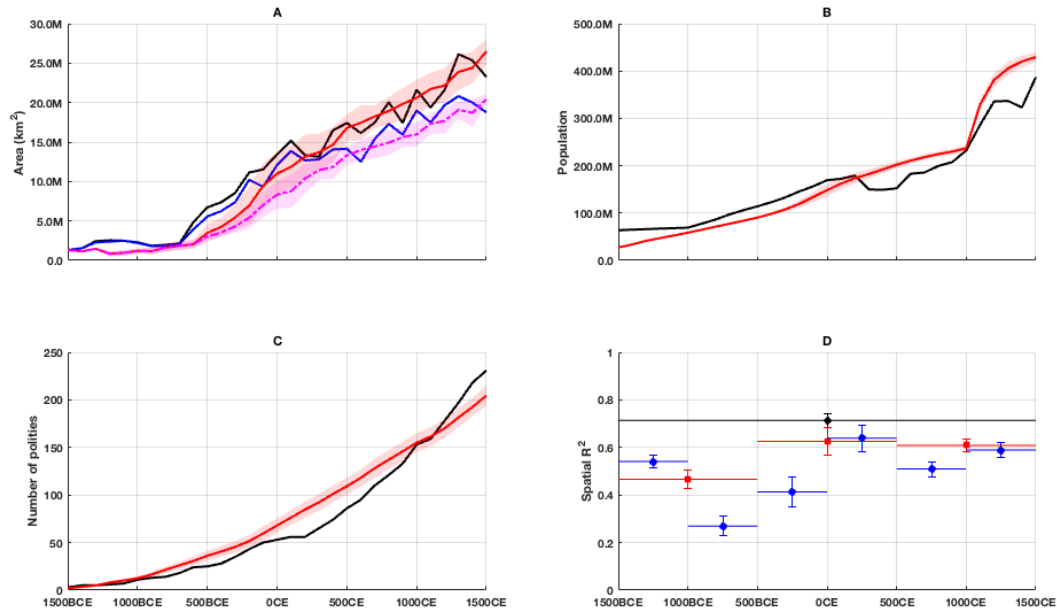 A
30.0M
25.0M
20.0M
15.0M
10.0M
5.0M
0.0
Area (km²)
B
500.0M
400.0M
300.0M
200.0M
100.0M
0.0
Population
C
250
200
150
100
50
0
Number of polities
1500BCE 1000BCE 500BCE 0CE 500CE 1000CE 1500CE
D
1
0.8
0.6
0.4
0.2
0
Spatial R²
1500BCE 1000BCE 500BCE 0CE 500CE 1000CE 1500CE